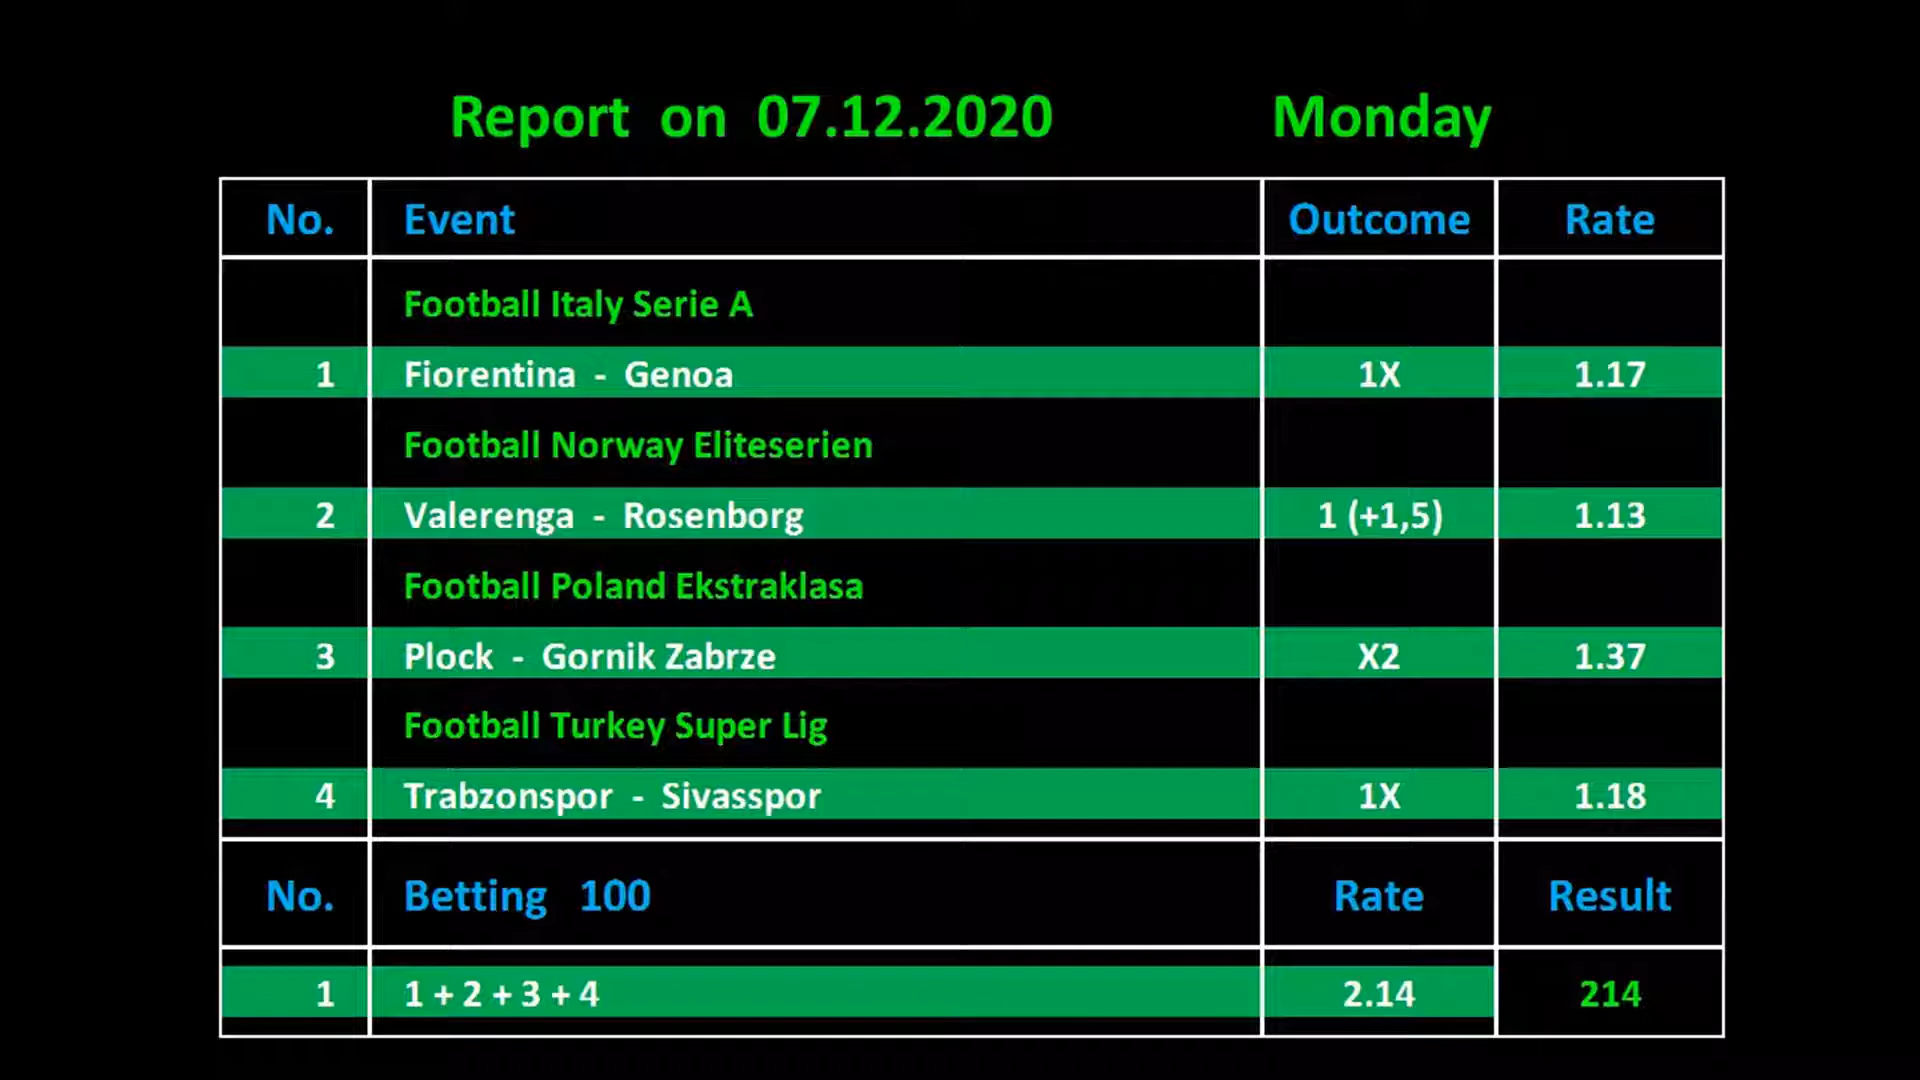 Report on 07.12.2020 Monday
No. Event Outcome Rate
Football Italy Serie A
1 Fiorentina - Genoa 1X 1.17
Football Norway Eliteserien
2 Valerenga - Rosenborg 1 (+1,5) 1.13
Football Poland Ekstraklasa
3 Plock - Gornik Zabrze X2 1.37
Football Turkey Super Lig
4 Trabzonspor - Sivasspor 1X 1.18
No. Betting 100 Rate Result
1 1 + 2 + 3 + 4 2.14 214